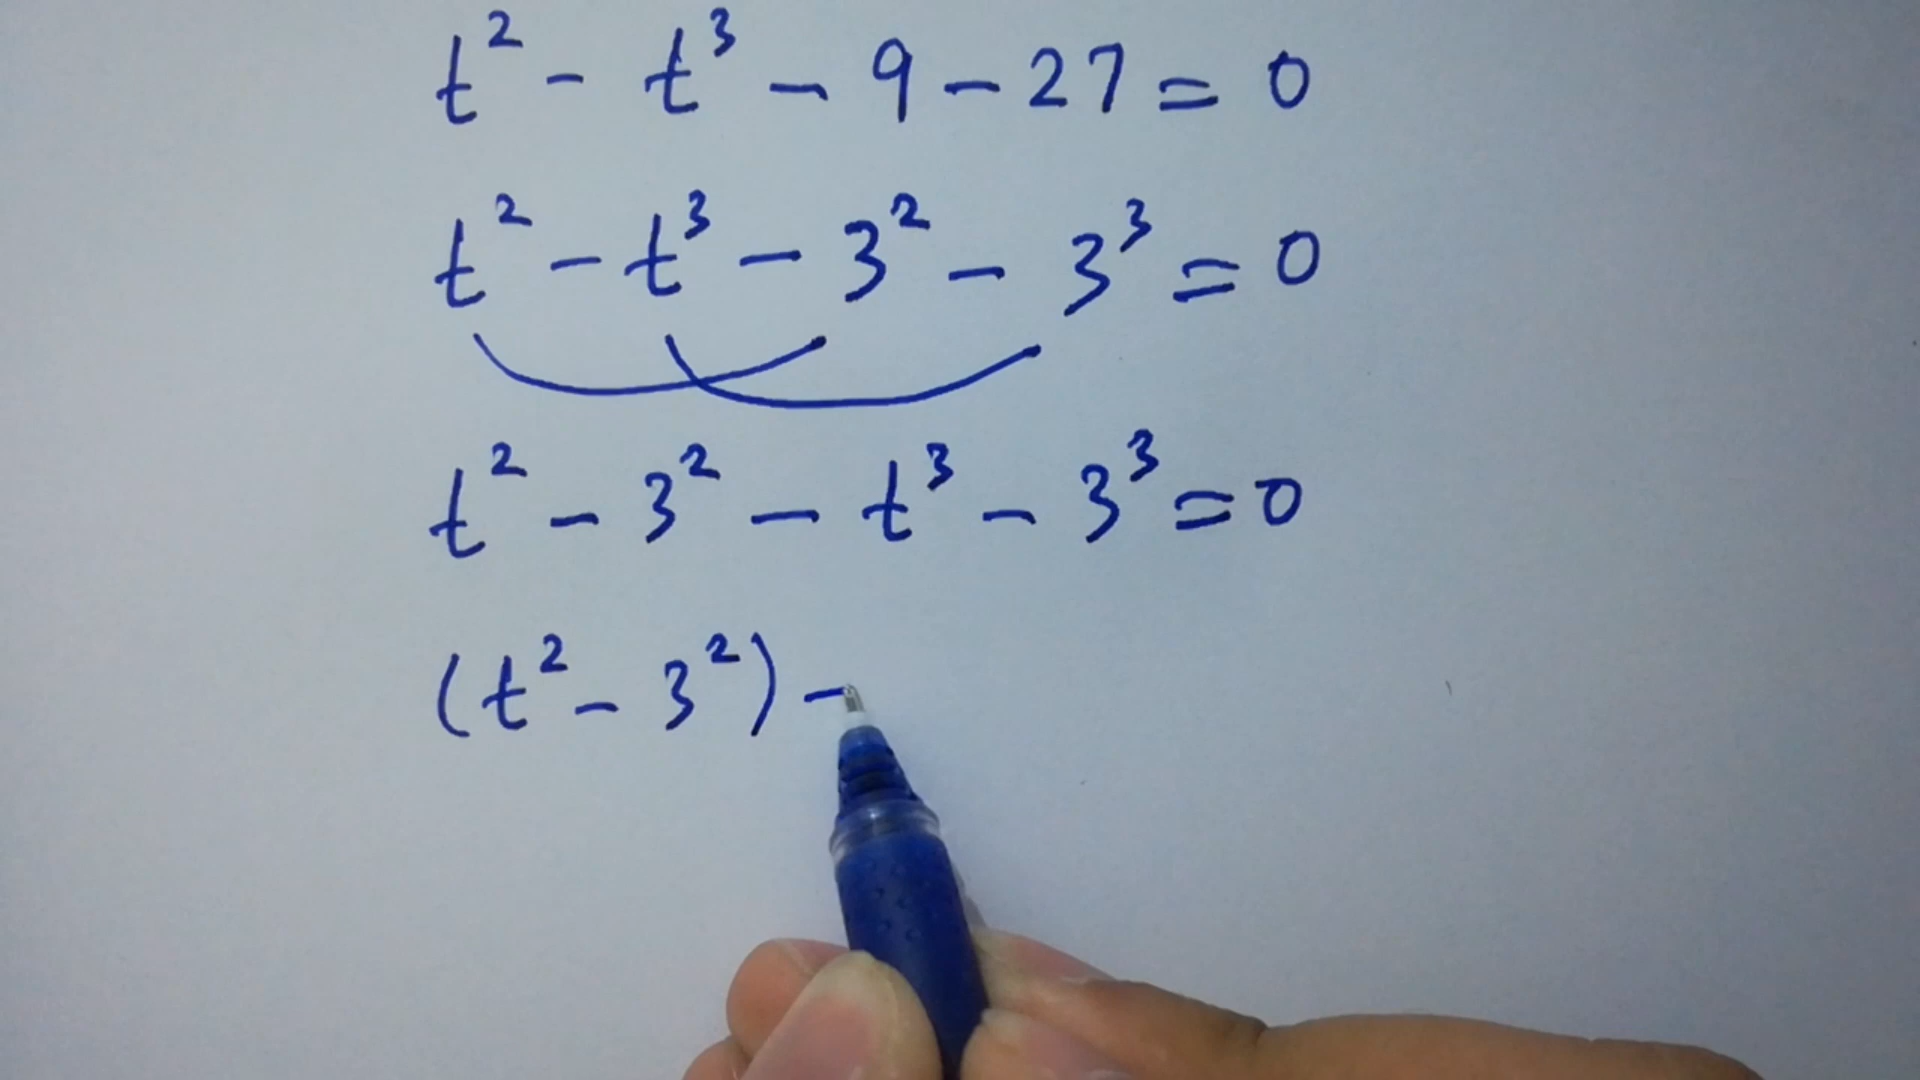 t² - t³ - 9 - 27 = 0
t² - t³ - 3² - 3³ = 0
t² - 3² - t³ - 3³ = 0
(t² - 3²) -